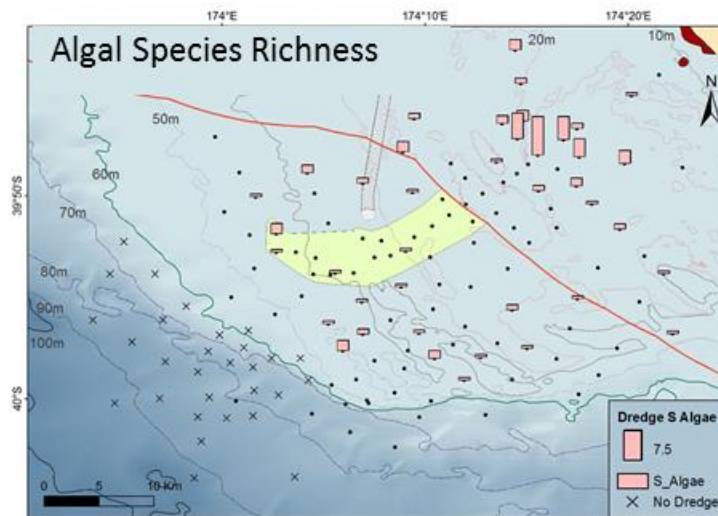 174°E
174°10'E
174°20'E
Algal Species Richness
20m
10m
N
50m
60m
39°50'S
70m
80m
90m
100m
40°S
Dredge S Algae
7.5
S_Algae
No Dredge
0 5 10 Km